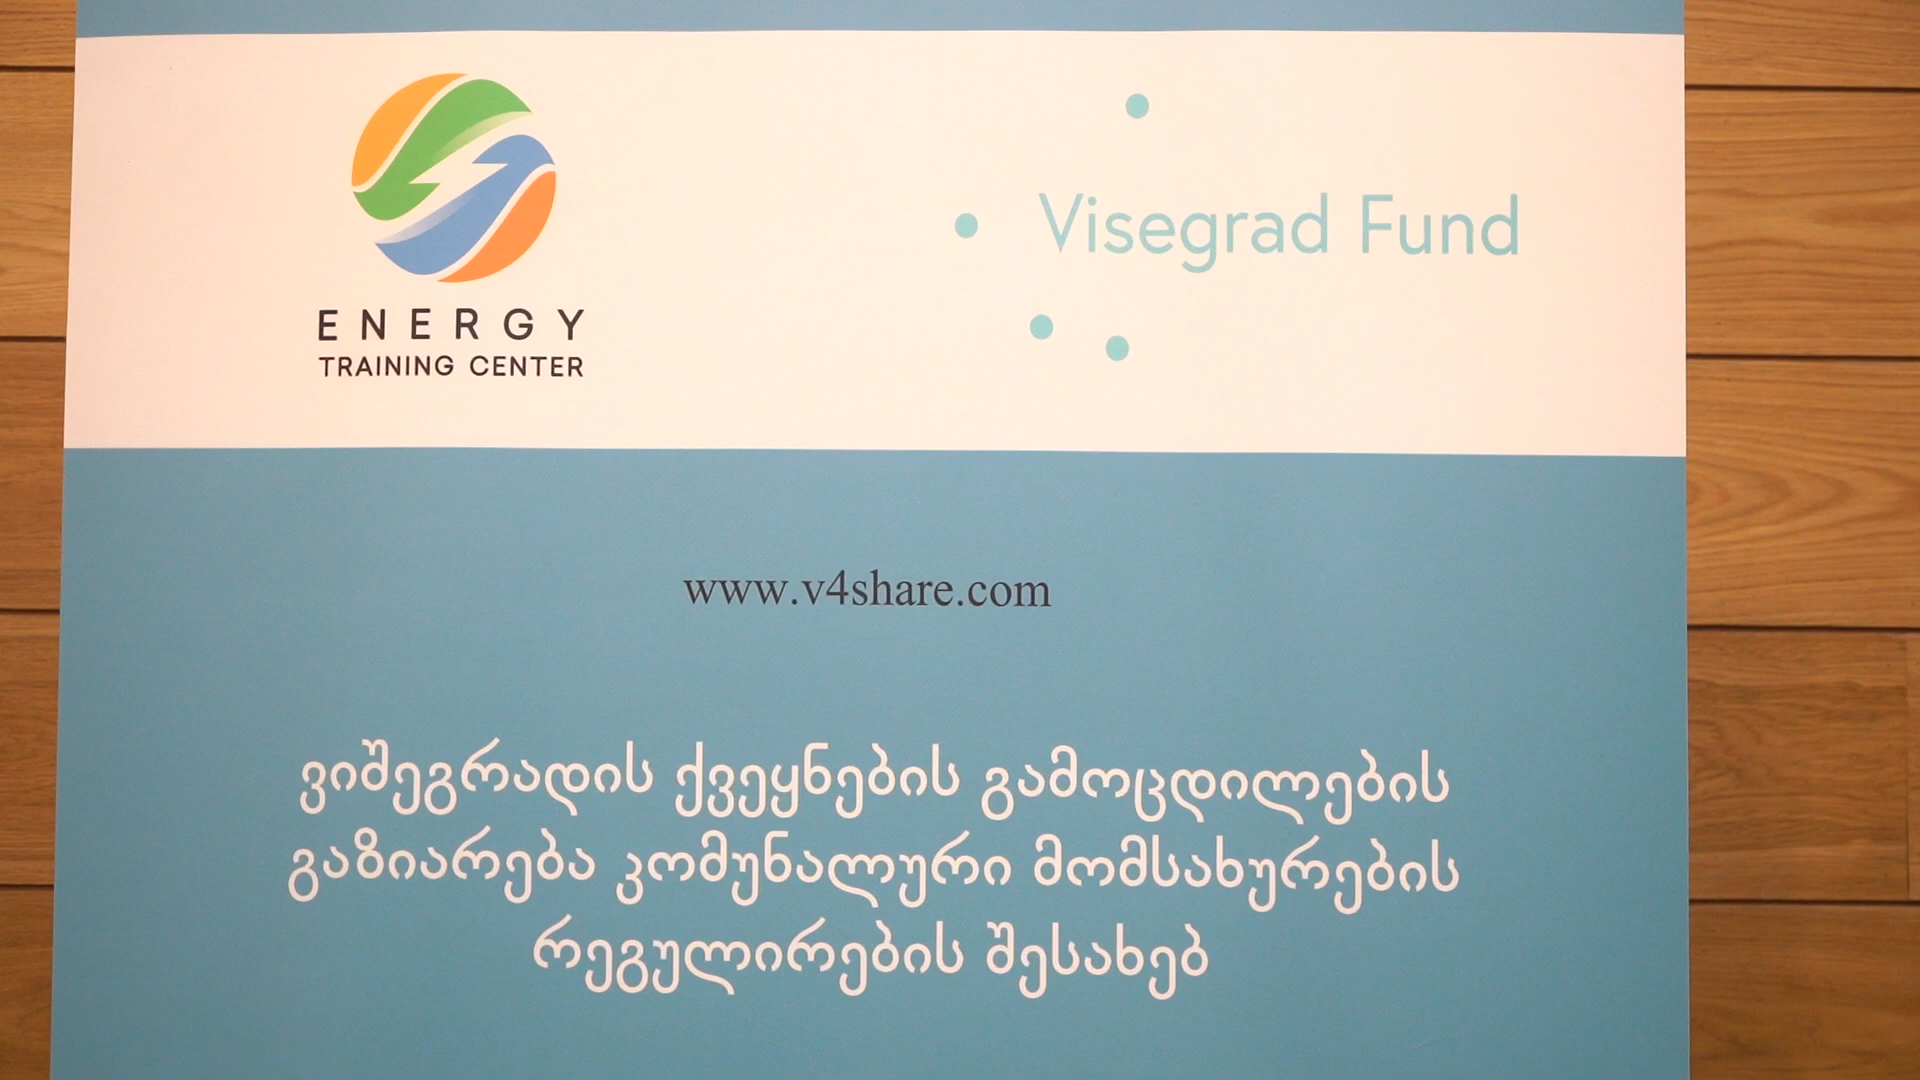 ENERGY
TRAINING CENTER
Visegrad Fund
www.v4share.com
ვიშეგრადის ქვეყნების გამოცდილების
გაზიარება კომუნალური მომსახურების
რეგულირების შესახებ